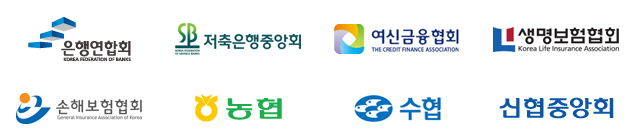 은행연합회
KOREA FEDERATION OF BANKS
SB
저축은행중앙회
여신금융협회
THE CREDIT FINANCE ASSOCIATION
생명보험협회
Korea Life Insurance Association
손해보험협회
General Insurance Association of Korea
농협
수협
신협중앙회